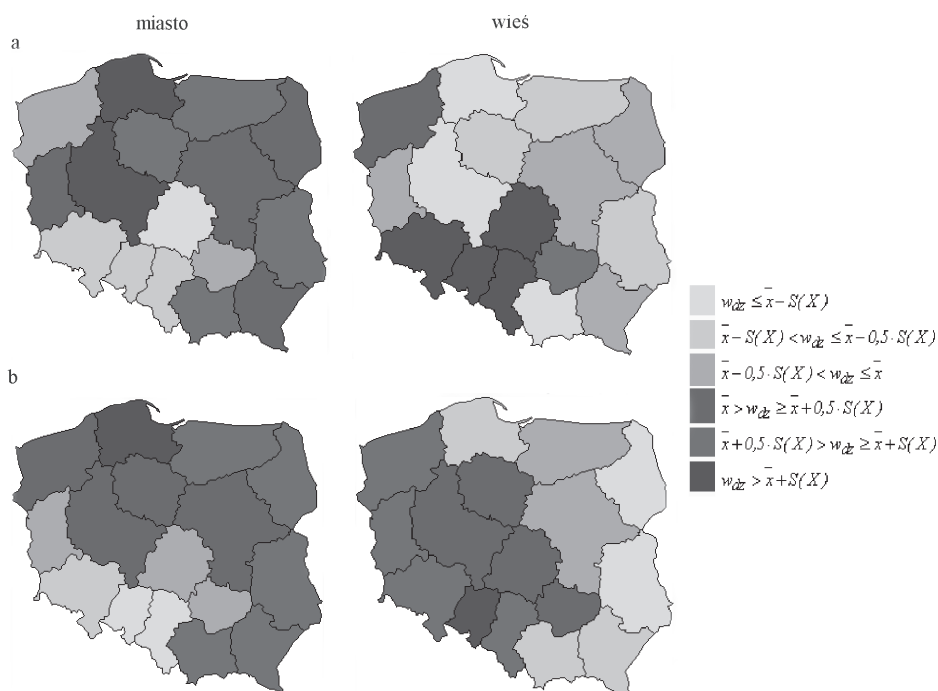 miasto wieś
a
w_dz ≤ x̄ – S(X)
x̄ – S(X) < w_dz ≤ x̄ – 0,5 · S(X)
x̄ – 0,5 · S(X) < w_dz ≤ x̄
b
x̄ > w_dz ≥ x̄ + 0,5 · S(X)
x̄ + 0,5 · S(X) > w_dz ≥ x̄ + S(X)
w_dz > x̄ + S(X)